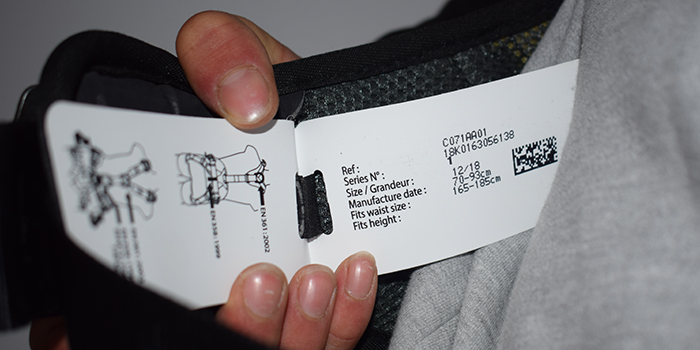 EN 358:1999
EN 361:2002
Ref : C071AA01
Series N° : 18K0163056138
Size / Grandeur : 1
Manufacture date : 12/18
Fits waist size : 70-93cm
Fits height : 165-185cm